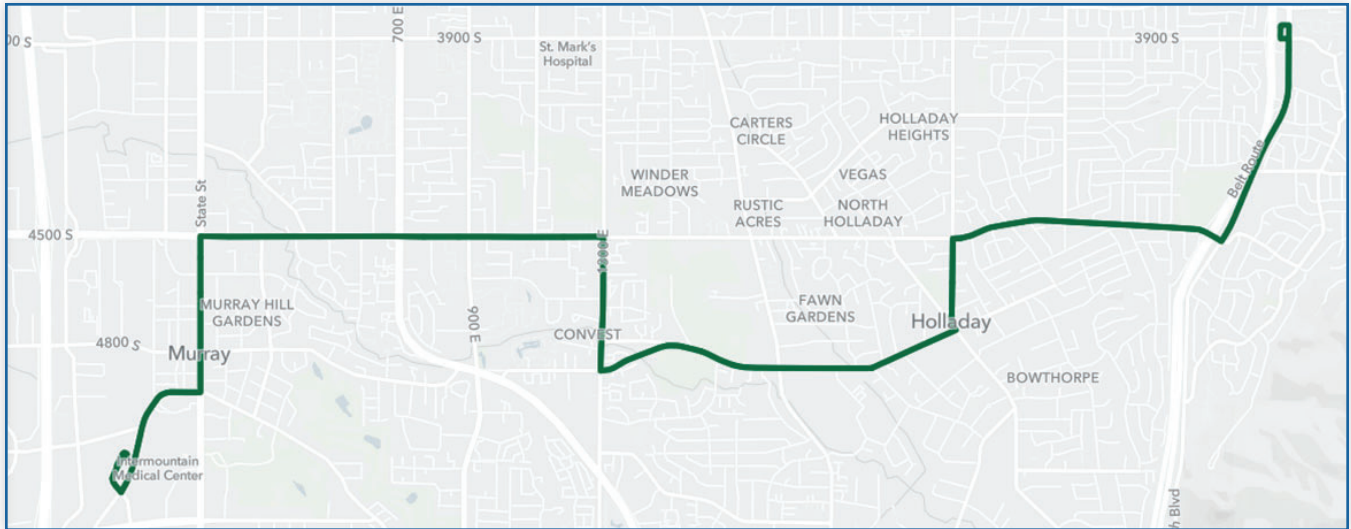 00 S
700 E
3900 S
St. Mark's
Hospital
3900 S
CARTERS
CIRCLE
HOLLADAY
HEIGHTS
Belt Route
WINDER
MEADOWS
VEGAS
State St
RUSTIC
ACRES
NORTH
HOLLADAY
4500 S
1300 E
MURRAY HILL
GARDENS
FAWN
GARDENS
900 E
CONVEST
Holladay
4800 S
Murray
BOWTHORPE
Intermountain
Medical Center
h Blvd